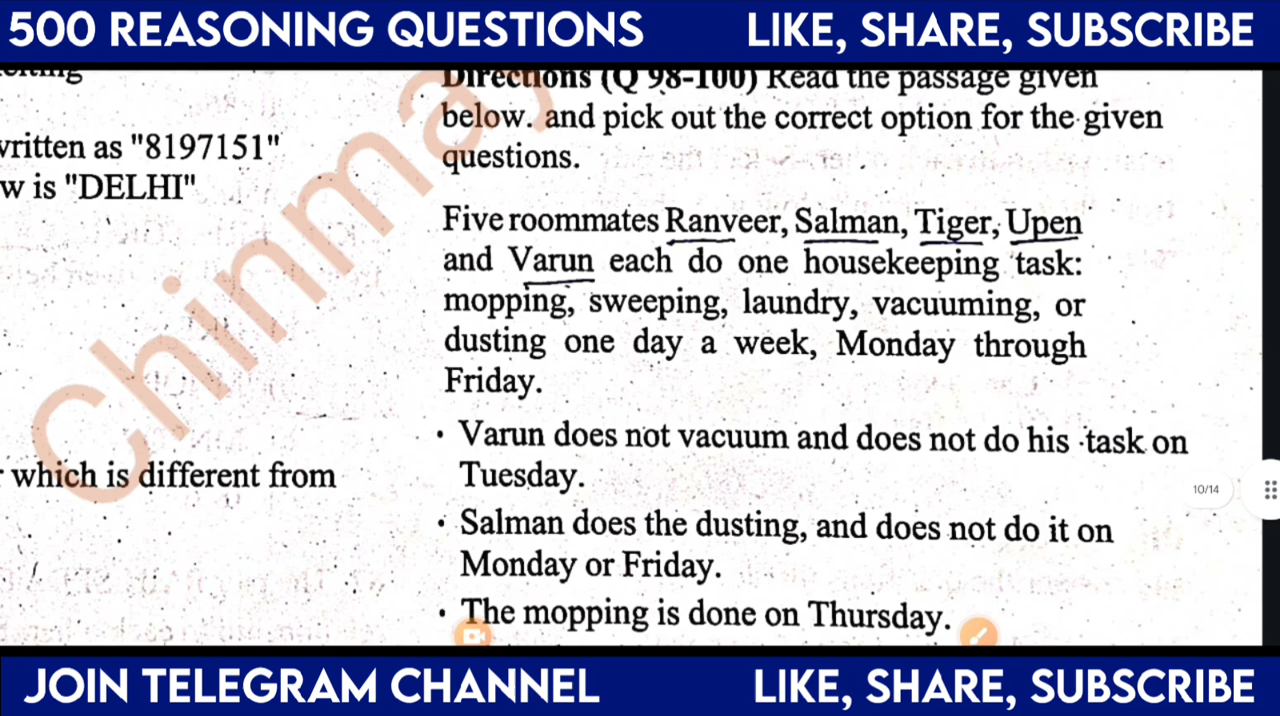 500 REASONING QUESTIONS
LIKE, SHARE, SUBSCRIBE
written as "8197151"
w is "DELHI"
which is different from
Directions (Q 98-100) Read the passage given
below. and pick out the correct option for the given
questions.
Five roommates Ranveer, Salman, Tiger, Upen
and Varun each do one housekeeping task:
mopping, sweeping, laundry, vacuuming, or
dusting one day a week, Monday through
Friday.
• Varun does not vacuum and does not do his task on
Tuesday.
• Salman does the dusting, and does not do it on
Monday or Friday.
• The mopping is done on Thursday.
Chinmay
10/14
JOIN TELEGRAM CHANNEL
LIKE, SHARE, SUBSCRIBE